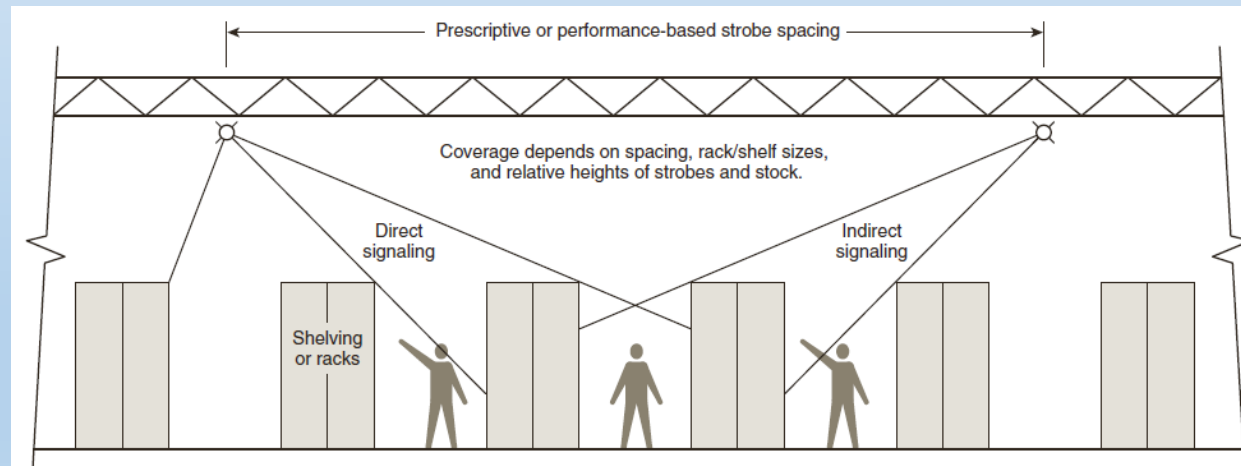 Prescriptive or performance-based strobe spacing
Coverage depends on spacing, rack/shelf sizes,
and relative heights of strobes and stock.
Direct
signaling
Indirect
signaling
Shelving
or racks